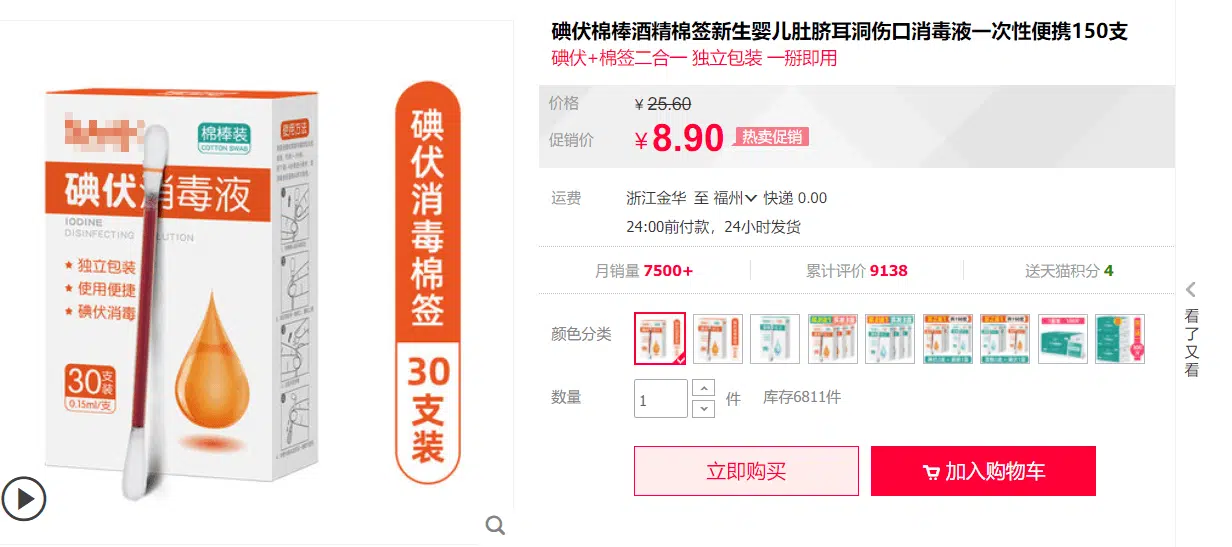 碘伏棉棒酒精棉签新生婴儿肚脐耳洞伤口消毒液一次性便携150支
碘伏+棉签二合一 独立包装 一掰即用
价格 ¥25.60
促销价 ¥8.90 热卖促销
运费 浙江金华 至 福州 快递 0.00
24:00前付款，24小时发货
月销量 7500+ 累计评价 9138 送天猫积分 4
颜色分类
数量 1 件 库存6811件
立即购买 加入购物车
看了又看
棉棒装
COTTON SWAB
使用方法
碘伏消毒液
IODINE
DISINFECTING SOLUTION
★ 独立包装
★ 使用便捷
★ 碘伏消毒
30支装
0.15ml/支
碘伏消毒棉签
30支装